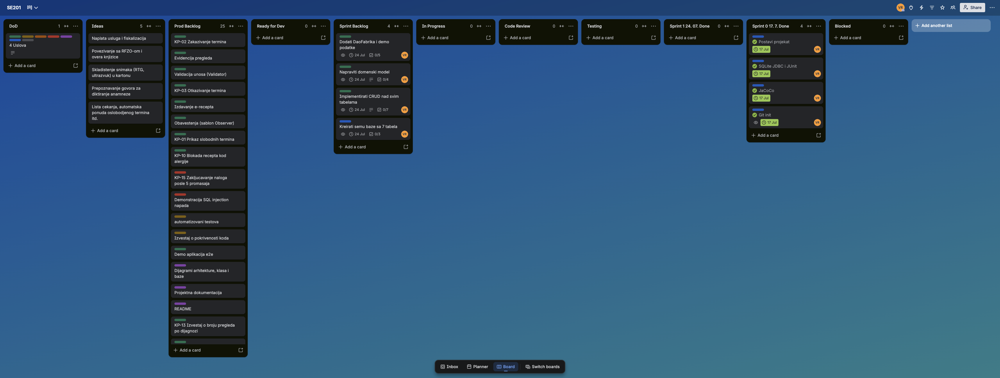 SE201
VR
Share
DoD 1
4 Uslova
Add a card
Ideas 5
Naplata usluga i fiskalizacija
Povezivanje sa RFZO-om i
overa knjizice
Skladistenje snimaka (RTG,
ultrazvuk) u kartonu
Prepoznavanje govora za
diktiranje anamneze
Lista cekanja, automatska
ponuda oslobodjenog termina
itd.
Add a card
Prod Backlog 25
KP-02 Zakazivanje termina
Evidencija pregleda
Validacija unosa (Validator)
KP-03 Otkazivanje termina
Izdavanje e-recepta
Obavestenja (sablon Observer)
KP-01 Prikaz slobodnih termina
KP-10 Blokada recepta kod
alergije
KP-15 Zakljucavanje naloga
posle 5 promasaja
Demonstracija SQL injection
napada
automatizovani testova
Izvestaj o pokrivenosti koda
Demo aplikacija e2e
Dijagrami arhitekture, klasa i
baze
Projektna dokumentacija
README
KP-13 Izvestaj o broju pregleda
po dijagnozi
Add a card
Ready for Dev 0
Add a card
Sprint Backlog 4
Dodati DaoFabrika i demo
podatke
24 Jul 0/5 VR
Napraviti domenski model
24 Jul 0/4 VR
Implementirati CRUD nad svim
tabelama
24 Jul 0/7 VR
Kreirati semu baze sa 7 tabela
24 Jul 0/3 VR
Add a card
In Progress 0
Add a card
Code Review 0
Add a card
Testing 0
Add a card
Sprint 1 24. 07. Done 0
Add a card
Sprint 0 17. 7. Done 4
Postavi projekat
17 Jul VR
SQLite JDBC i JUnit
17 Jul VR
JaCoCo
17 Jul VR
Git init
17 Jul VR
Add a card
Blocked 0
Add a card
Add another list
Inbox
Planner
Board
Switch boards